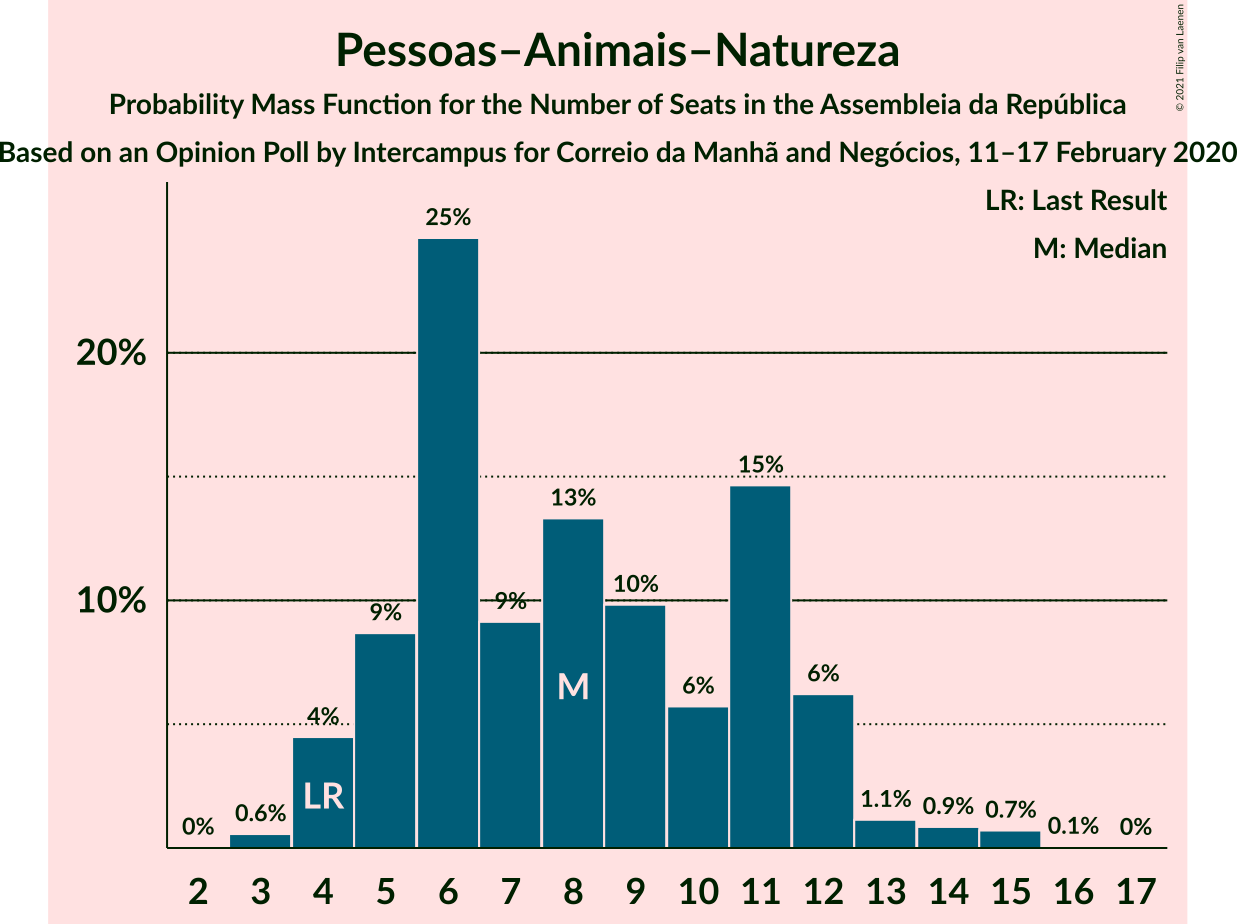 Pessoas–Animais–Natureza
Probability Mass Function for the Number of Seats in the Assembleia da República
Based on an Opinion Poll by Intercampus for Correio da Manhã and Negócios, 11–17 February 2020
© 2021 Filip van Laenen
LR: Last Result
M: Median
20%
10%
0%
0.6%
4%
9%
25%
9%
13%
10%
6%
15%
6%
1.1%
0.9%
0.7%
0.1%
0%
LR
M
2 3 4 5 6 7 8 9 10 11 12 13 14 15 16 17